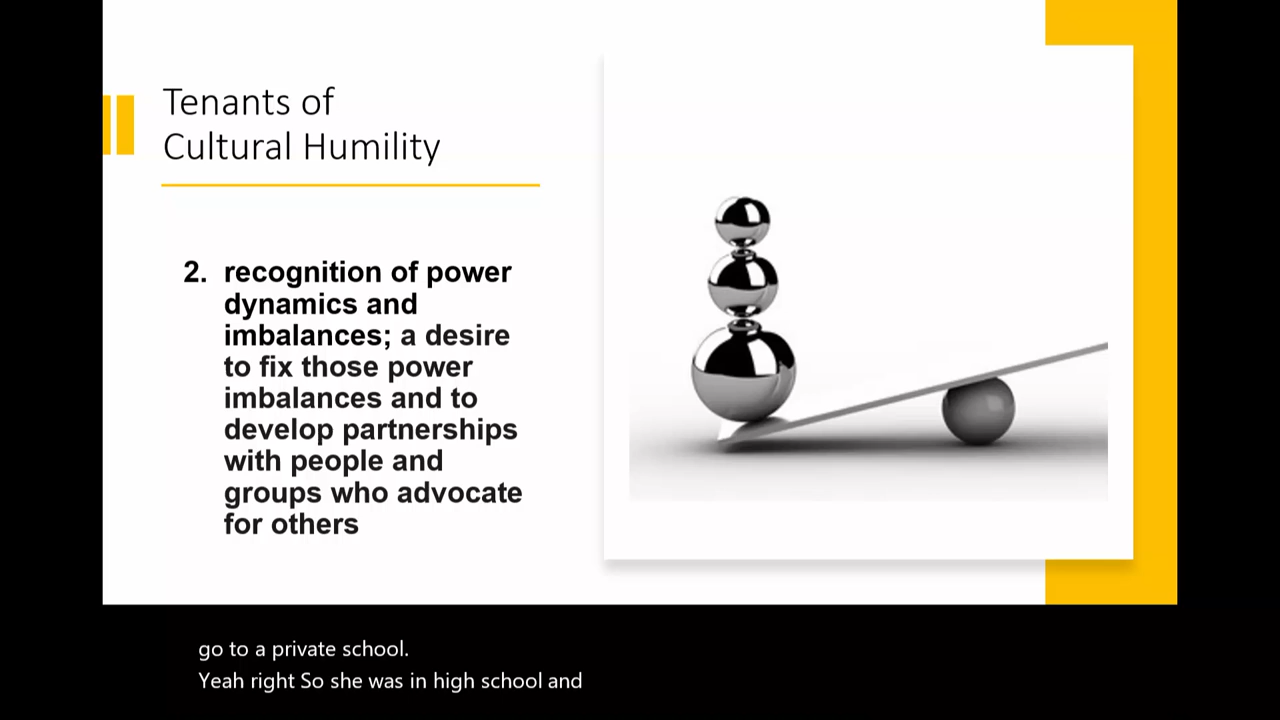 Tenants of
Cultural Humility
2. recognition of power
dynamics and
imbalances; a desire
to fix those power
imbalances and to
develop partnerships
with people and
groups who advocate
for others
go to a private school.
Yeah right So she was in high school and